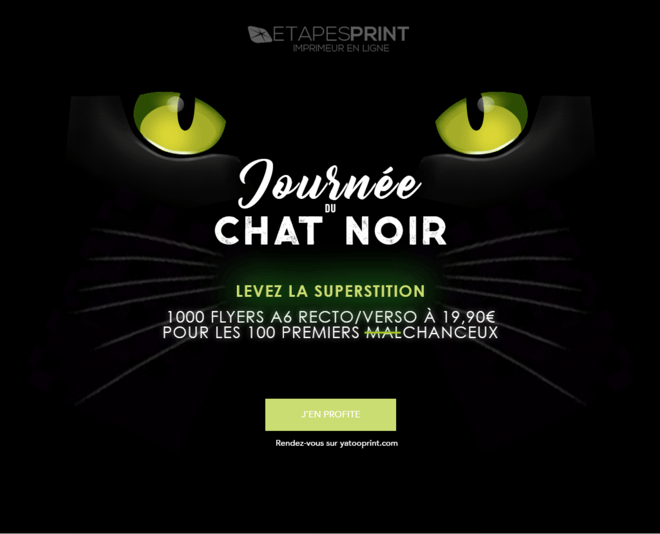 ETAPESPRINT
IMPRIMEUR EN LIGNE
Journée
DU
CHAT NOIR
LEVEZ LA SUPERSTITION
1000 FLYERS A6 RECTO/VERSO À 19,90€
POUR LES 100 PREMIERS MALCHANCEUX
J'EN PROFITE
Rendez-vous sur yatooprint.com